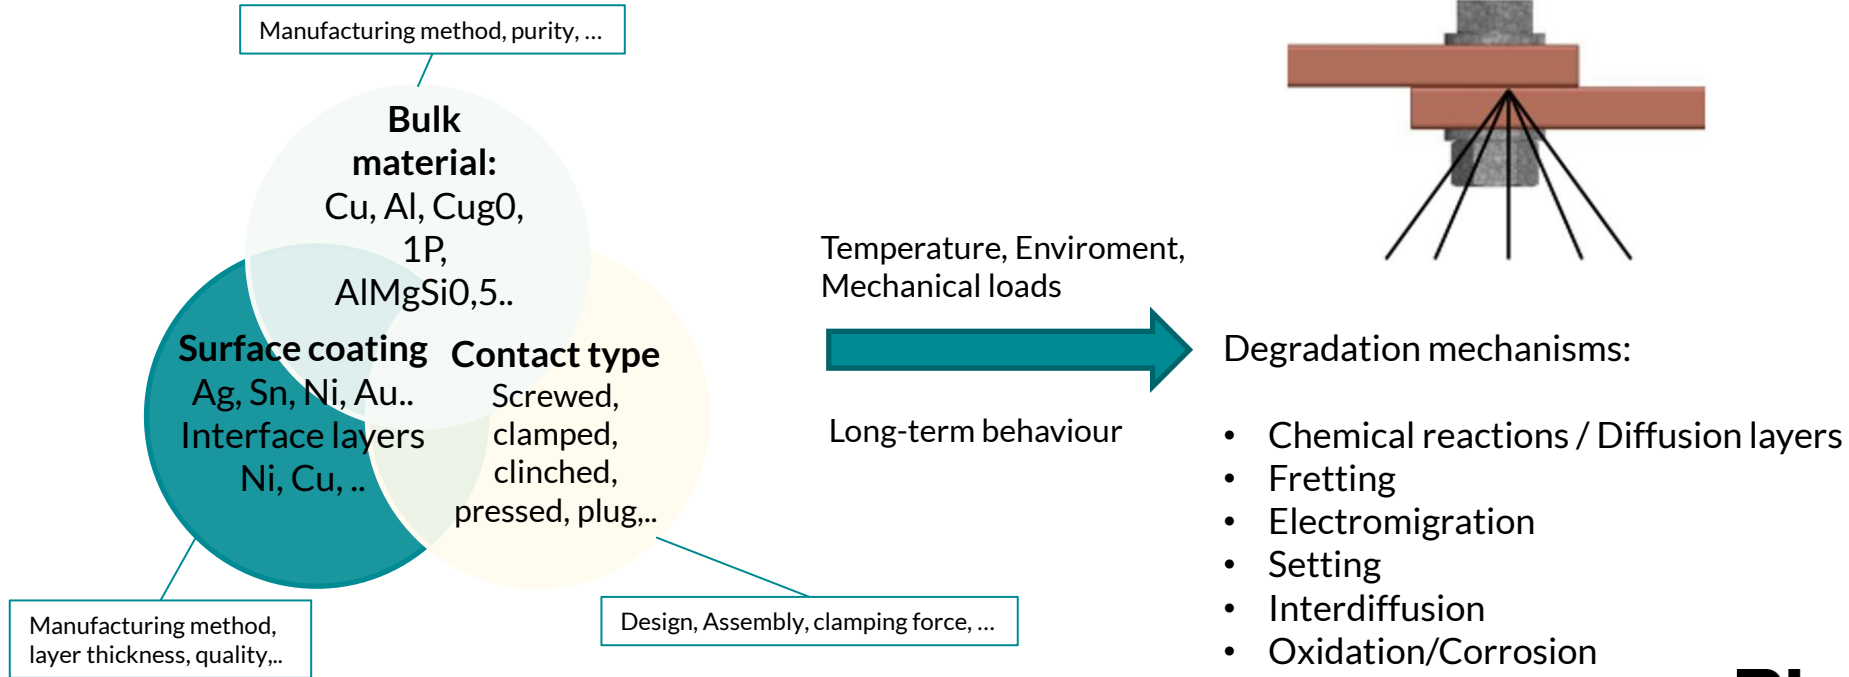 Manufacturing method, purity, ...
Bulk
material:
Cu, Al, Cug0,
1P,
AlMgSi0,5..
Surface coating
Ag, Sn, Ni, Au..
Interface layers
Ni, Cu, ..
Contact type
Screwed,
clamped,
clinched,
pressed, plug,..
Manufacturing method,
layer thickness, quality,..
Design, Assembly, clamping force, ...
Temperature, Enviroment,
Mechanical loads
Long-term behaviour
Degradation mechanisms:
• Chemical reactions / Diffusion layers
• Fretting
• Electromigration
• Setting
• Interdiffusion
• Oxidation/Corrosion